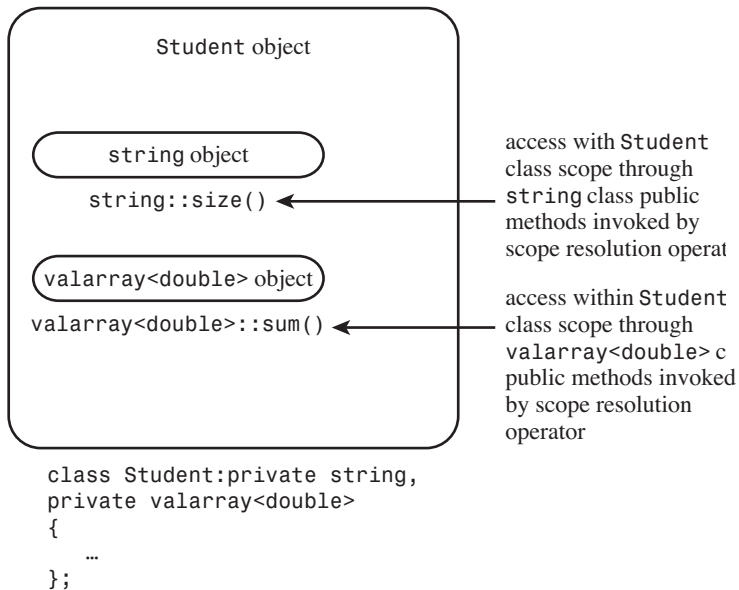 Student object
string object
string::size()
access with Student
class scope through
string class public
methods invoked by
scope resolution operat
valarray<double> object
valarray<double>::sum()
access within Student
class scope through
valarray<double> c
public methods invoked
by scope resolution
operator
class Student:private string,
private valarray<double>
{
…
};